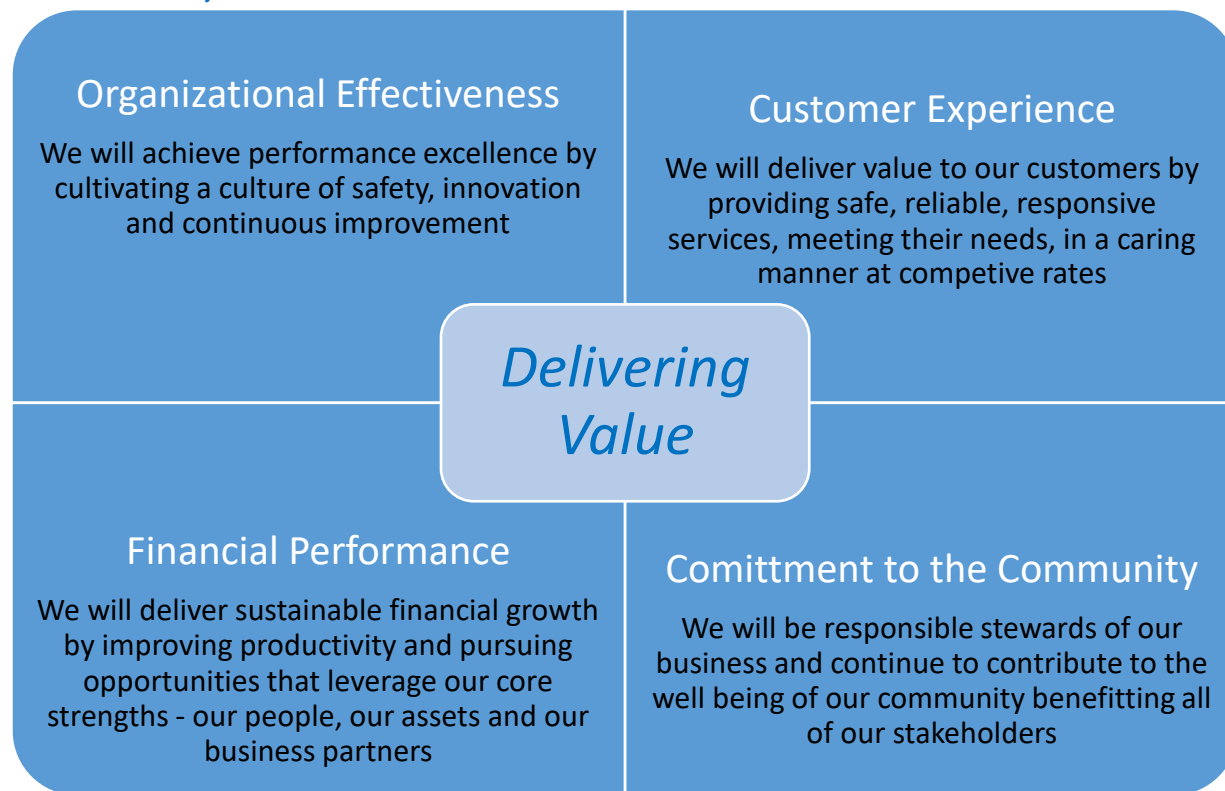 Organizational Effectiveness
We will achieve performance excellence by
cultivating a culture of safety, innovation
and continuous improvement
Customer Experience
We will deliver value to our customers by
providing safe, reliable, responsive
services, meeting their needs, in a caring
manner at competive rates
Delivering
Value
Financial Performance
We will deliver sustainable financial growth
by improving productivity and pursuing
opportunities that leverage our core
strengths - our people, our assets and our
business partners
Comittment to the Community
We will be responsible stewards of our
business and continue to contribute to the
well being of our community benefitting all
of our stakeholders